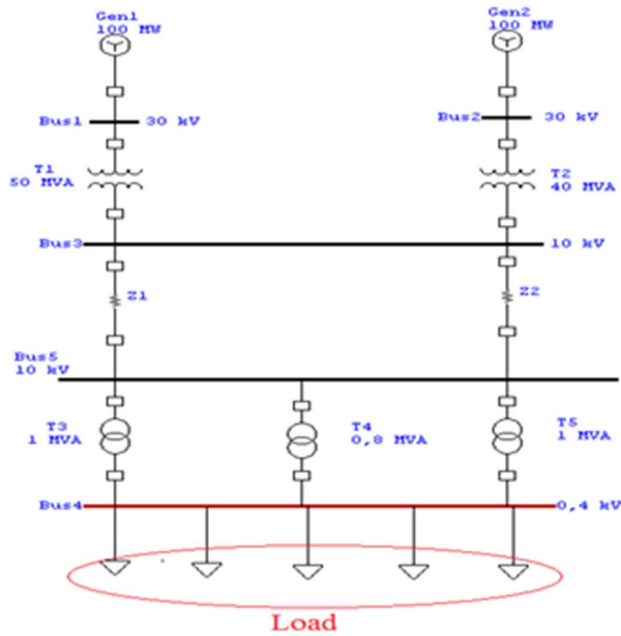 Gen1
100 MW
Gen2
100 MW
Bus1
30 kV
Bus2
30 kV
T1
50 MVA
T2
40 MVA
Bus3
10 kV
Z1
Z2
Bus5
10 kV
T3
1 MVA
T4
0,8 MVA
T5
1 MVA
Bus4
0,4 kV
Load